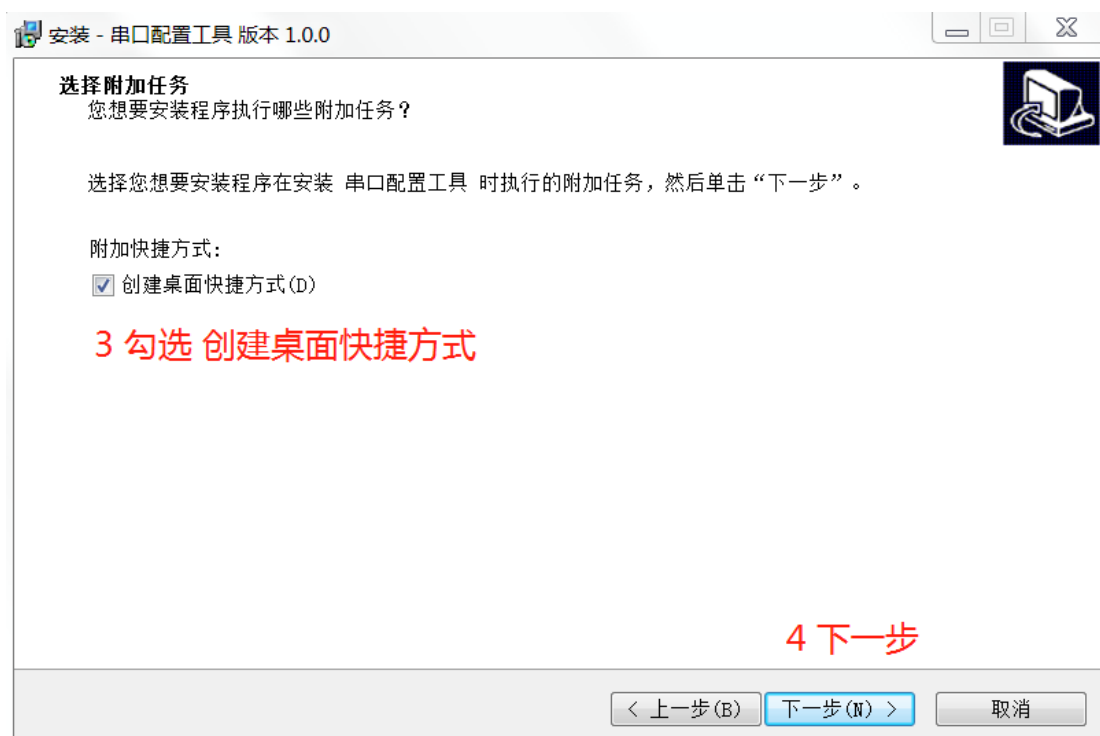 安装 - 串口配置工具 版本 1.0.0
选择附加任务
您想要安装程序执行哪些附加任务？
选择您想要安装程序在安装 串口配置工具 时执行的附加任务，然后单击“下一步”。
附加快捷方式:
创建桌面快捷方式(D)
3 勾选 创建桌面快捷方式
4 下一步
< 上一步(B) 下一步(N) > 取消